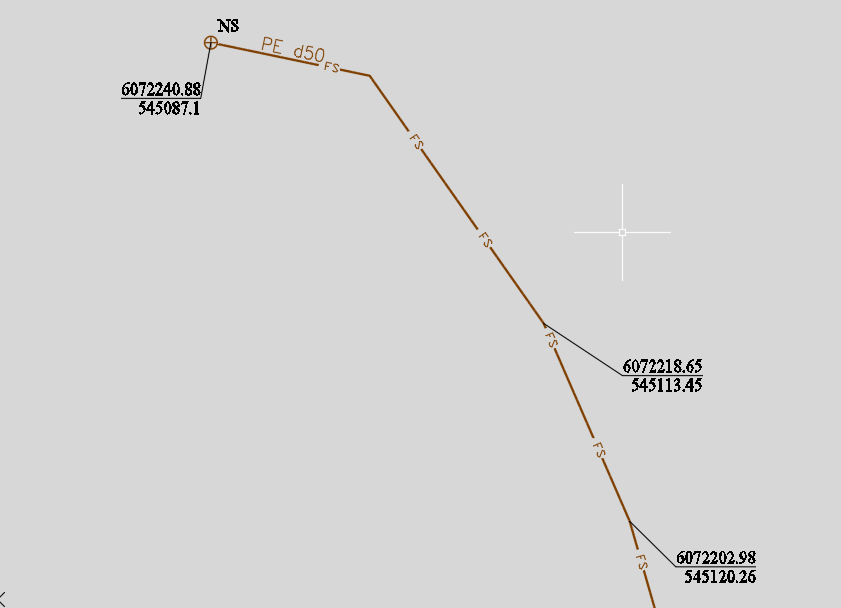 N8
PE d50
FS
6072240.88
545087.1
FS
FS
FS
6072218.65
545113.45
FS
6072202.98
545120.26
FS